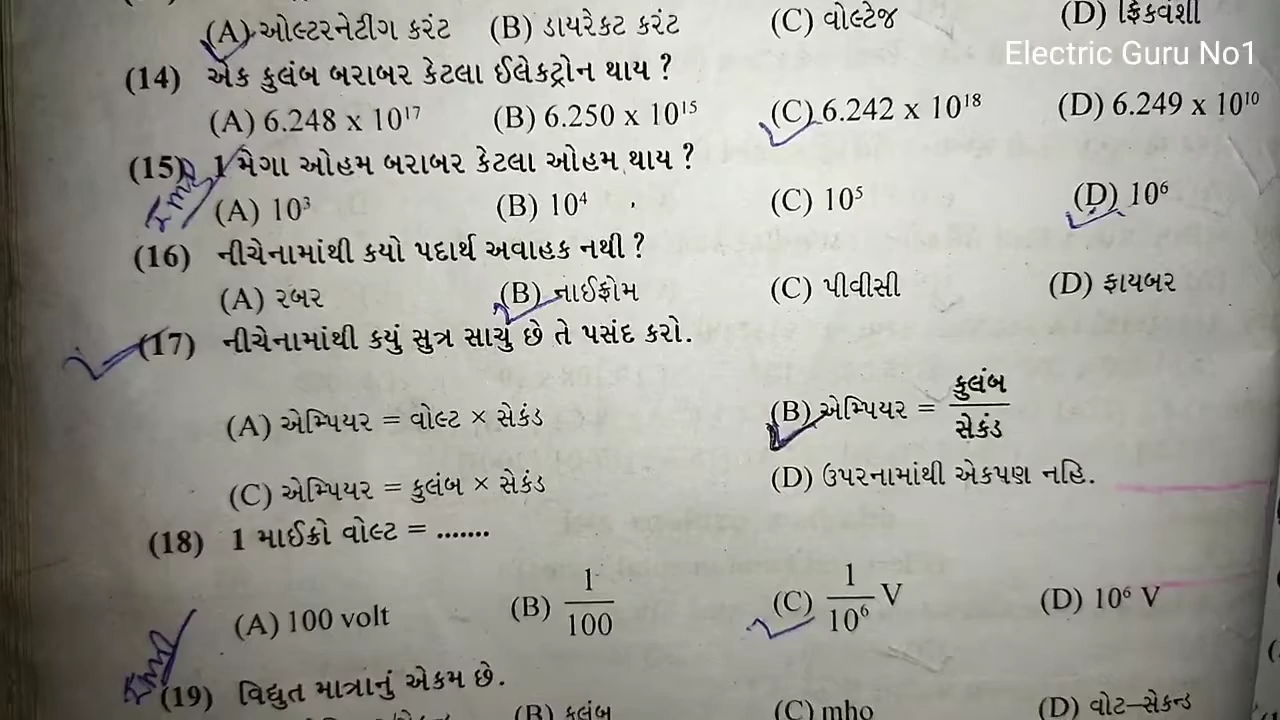 (A) ઓલ્ટરનેટીગ કરંટ (B) ડાયરેકટ કરંટ (C) વોલ્ટેજ (D) ફ્રિકવંશી
Electric Guru No1
(14) એક કુલંબ બરાબર કેટલા ઈલેકટ્રોન થાય ?
(A) 6.248 x 10¹⁷ (B) 6.250 x 10¹⁵ (C) 6.242 x 10¹⁸ (D) 6.249 x 10¹⁰
(15) 1 મેગા ઓહમ બરાબર કેટલા ઓહમ થાય ?
(A) 10³ (B) 10⁴ (C) 10⁵ (D) 10⁶
(16) નીચેનામાંથી કયો પદાર્થ અવાહક નથી ?
(A) રબર (B) નાઈક્રોમ (C) પીવીસી (D) ફાયબર
(17) નીચેનામાંથી કયું સુત્ર સાચું છે તે પસંદ કરો.
(A) એમ્પિયર = વોલ્ટ × સેકંડ (B) એમ્પિયર = કુલંબ / સેકંડ
(C) એમ્પિયર = કુલંબ × સેકંડ (D) ઉપરનામાંથી એકપણ નહિ.
(18) 1 માઈક્રો વોલ્ટ = .......
(A) 100 volt (B) 1/100 (C) 1/10⁶ V (D) 10⁶ V
(19) વિદ્યુત માત્રાનું એકમ છે.
(B) કુલંબ (C) mho (D) વોટ–સેકન્ડ